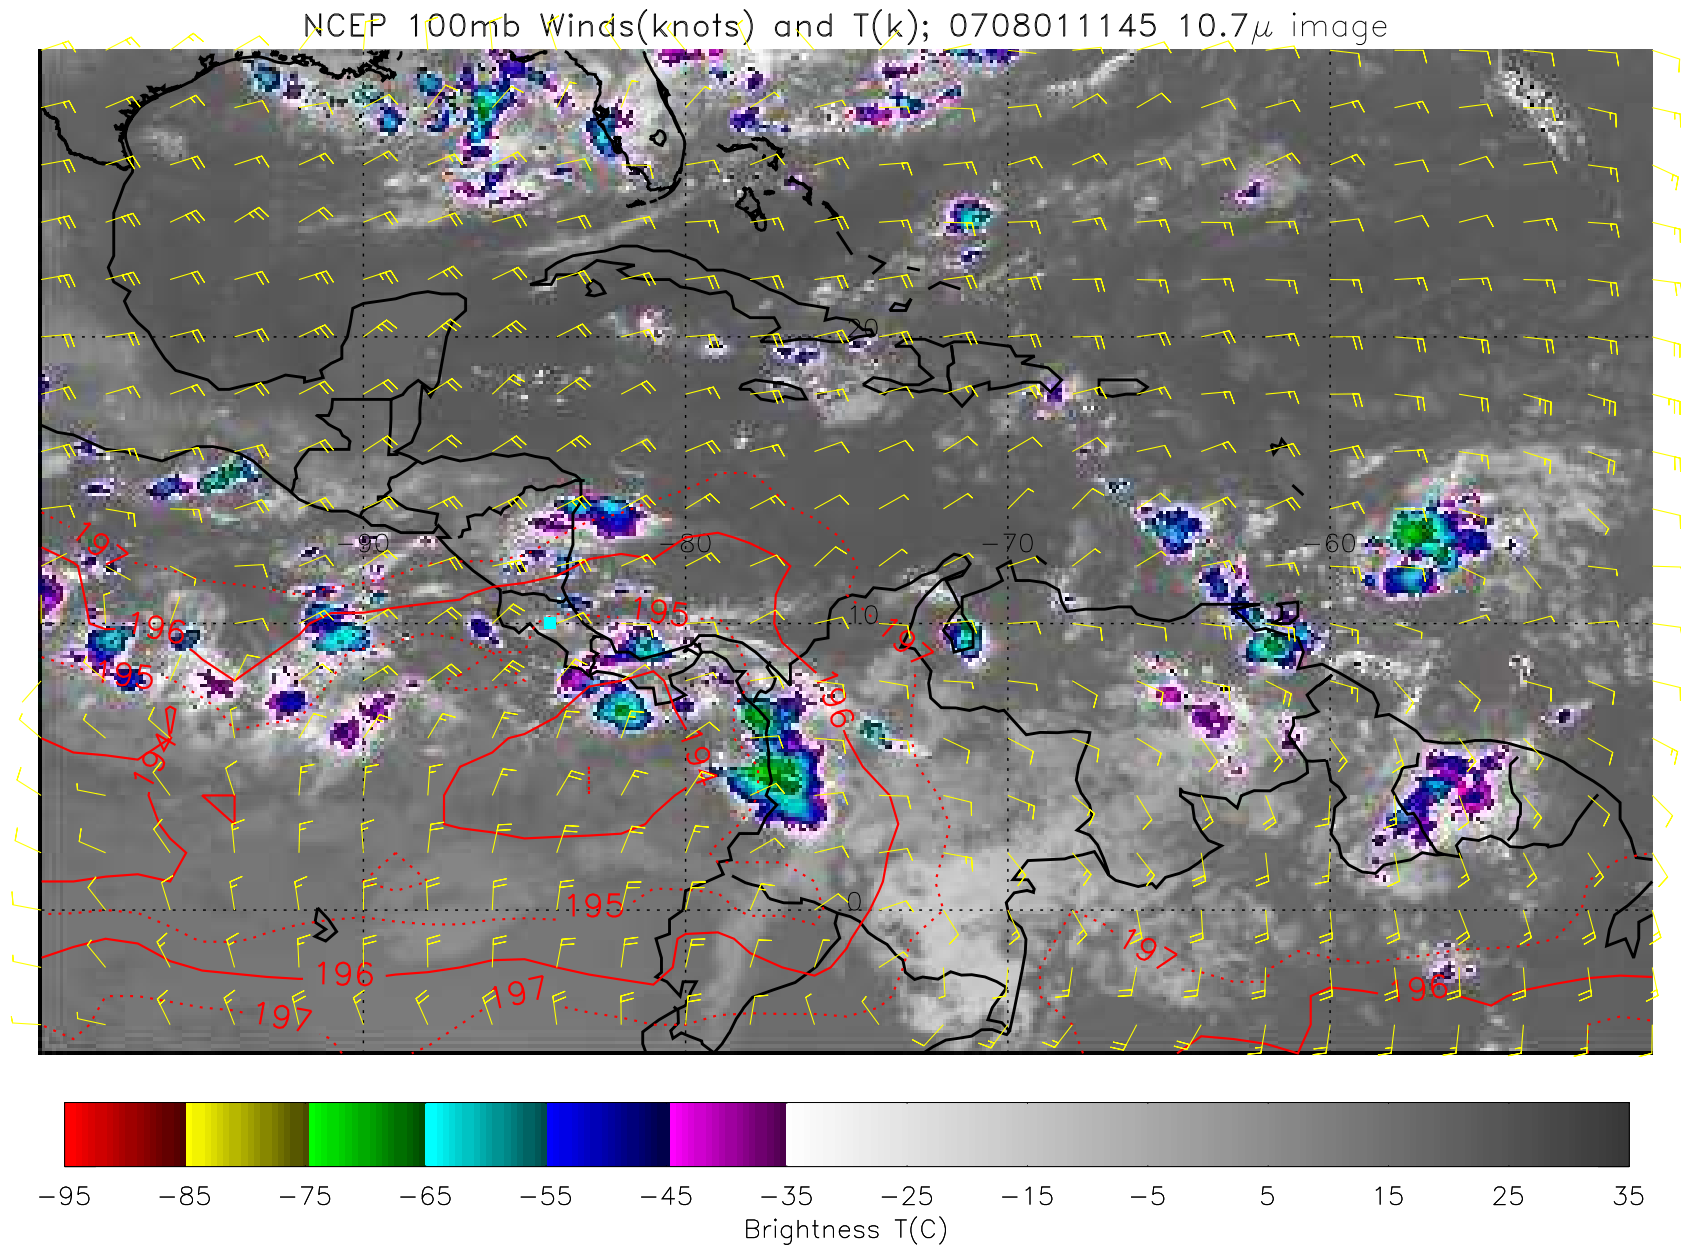 NCEP 100mb Winds(knots) and T(k); 0708011145 10.7μ image
20
-90 -80 -70 -60
197
196 195 10
195 197
196
194 194
0
195
197
196 197 196
197
-95 -85 -75 -65 -55 -45 -35 -25 -15 -5 5 15 25 35
Brightness T(C)